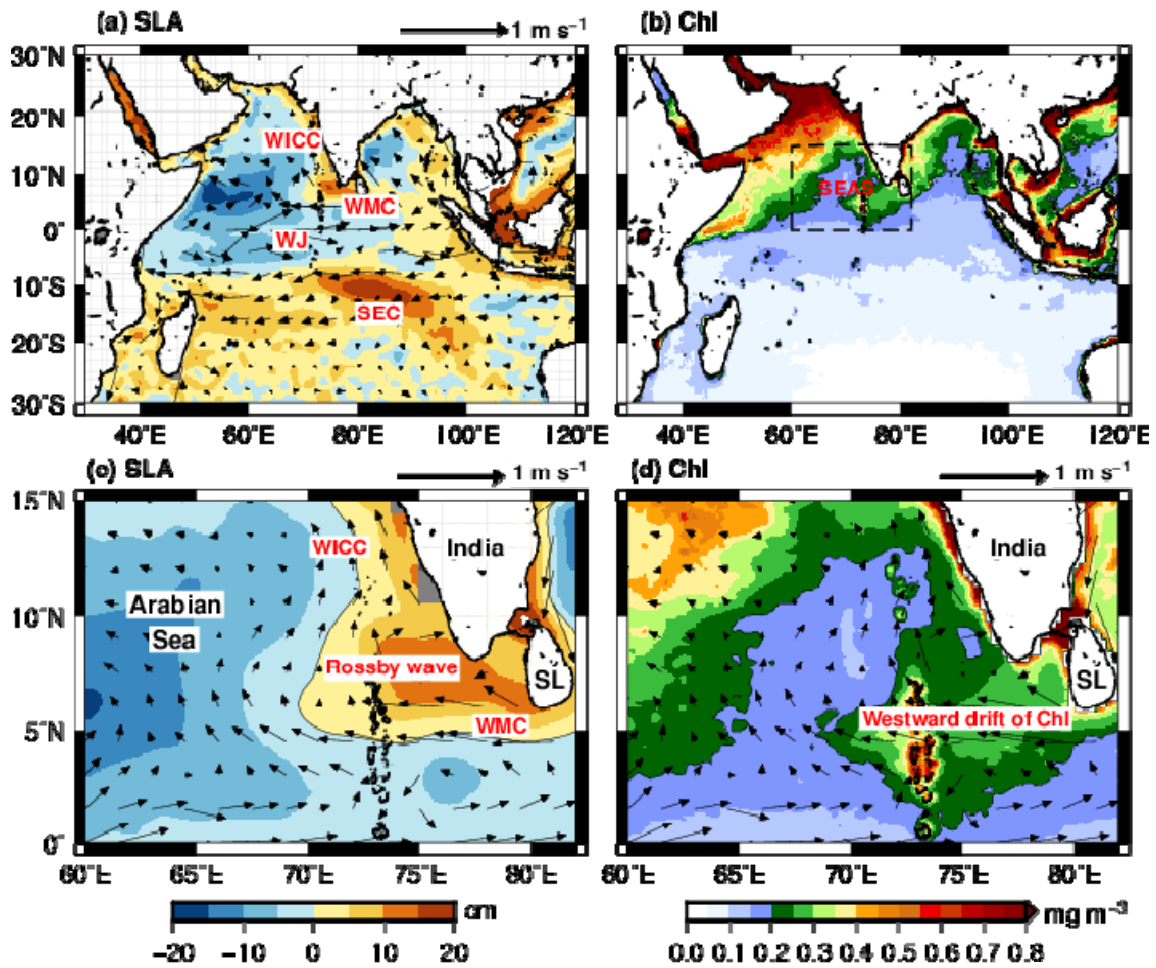 (a) SLA
1 m s⁻¹
(b) Chl
30°N
20°N
10°N
0°
10°S
20°S
30°S
WICC
WMC
WJ
SEC
SEAS
40°E 60°E 80°E 100°E 120°E
40°E 60°E 80°E 100°E 120°E
(c) SLA
1 m s⁻¹
(d) Chl
1 m s⁻¹
15°N
10°N
5°N
0°
WICC
India
Arabian
Sea
Rossby wave
SL
WMC
India
SL
Westward drift of Chl
60°E 65°E 70°E 75°E 80°E
60°E 65°E 70°E 75°E 80°E
cm
−20 −10 0 10 20
mg m⁻³
0.0 0.1 0.2 0.3 0.4 0.5 0.6 0.7 0.8